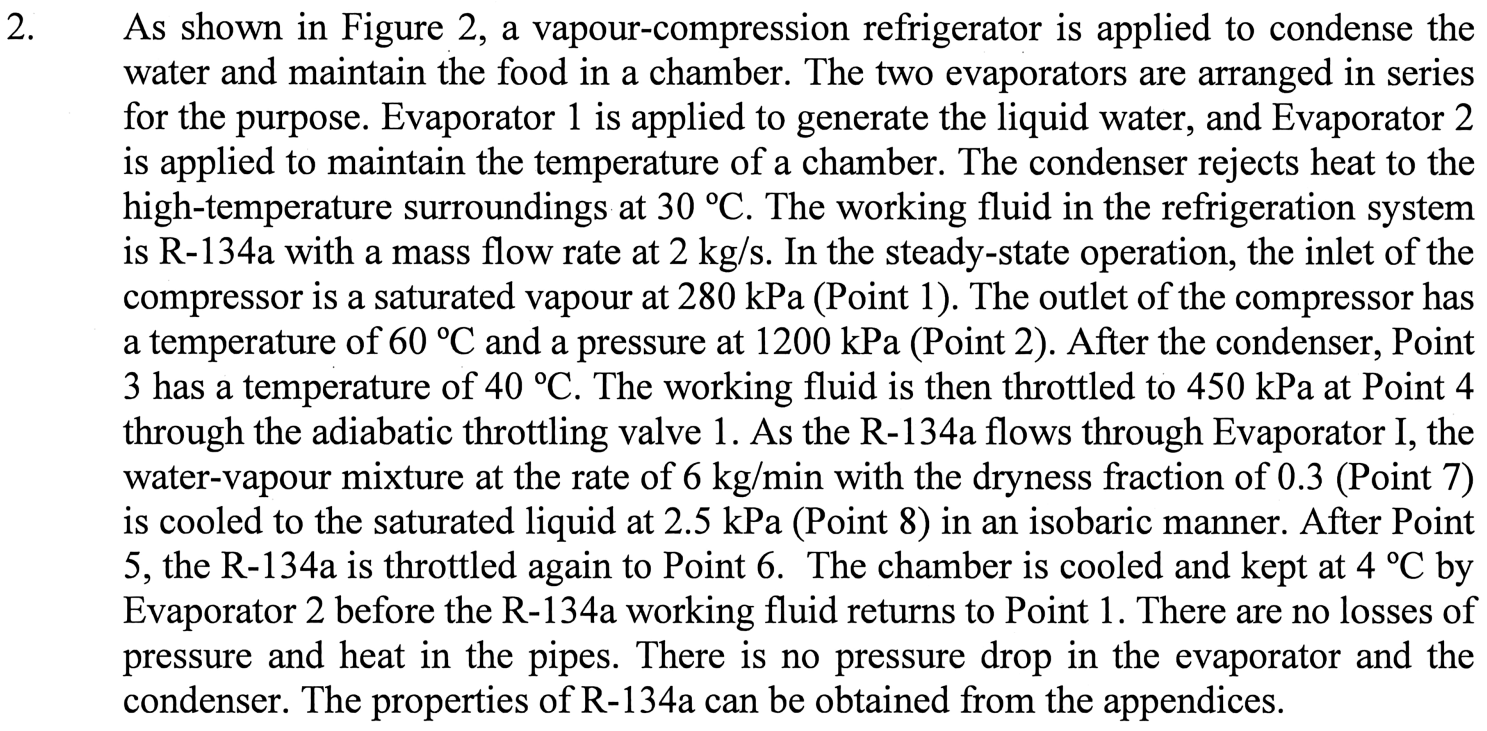 2. As shown in Figure 2, a vapour-compression refrigerator is applied to condense the
water and maintain the food in a chamber. The two evaporators are arranged in series
for the purpose. Evaporator 1 is applied to generate the liquid water, and Evaporator 2
is applied to maintain the temperature of a chamber. The condenser rejects heat to the
high-temperature surroundings at 30 °C. The working fluid in the refrigeration system
is R-134a with a mass flow rate at 2 kg/s. In the steady-state operation, the inlet of the
compressor is a saturated vapour at 280 kPa (Point 1). The outlet of the compressor has
a temperature of 60 °C and a pressure at 1200 kPa (Point 2). After the condenser, Point
3 has a temperature of 40 °C. The working fluid is then throttled to 450 kPa at Point 4
through the adiabatic throttling valve 1. As the R-134a flows through Evaporator I, the
water-vapour mixture at the rate of 6 kg/min with the dryness fraction of 0.3 (Point 7)
is cooled to the saturated liquid at 2.5 kPa (Point 8) in an isobaric manner. After Point
5, the R-134a is throttled again to Point 6. The chamber is cooled and kept at 4 °C by
Evaporator 2 before the R-134a working fluid returns to Point 1. There are no losses of
pressure and heat in the pipes. There is no pressure drop in the evaporator and the
condenser. The properties of R-134a can be obtained from the appendices.